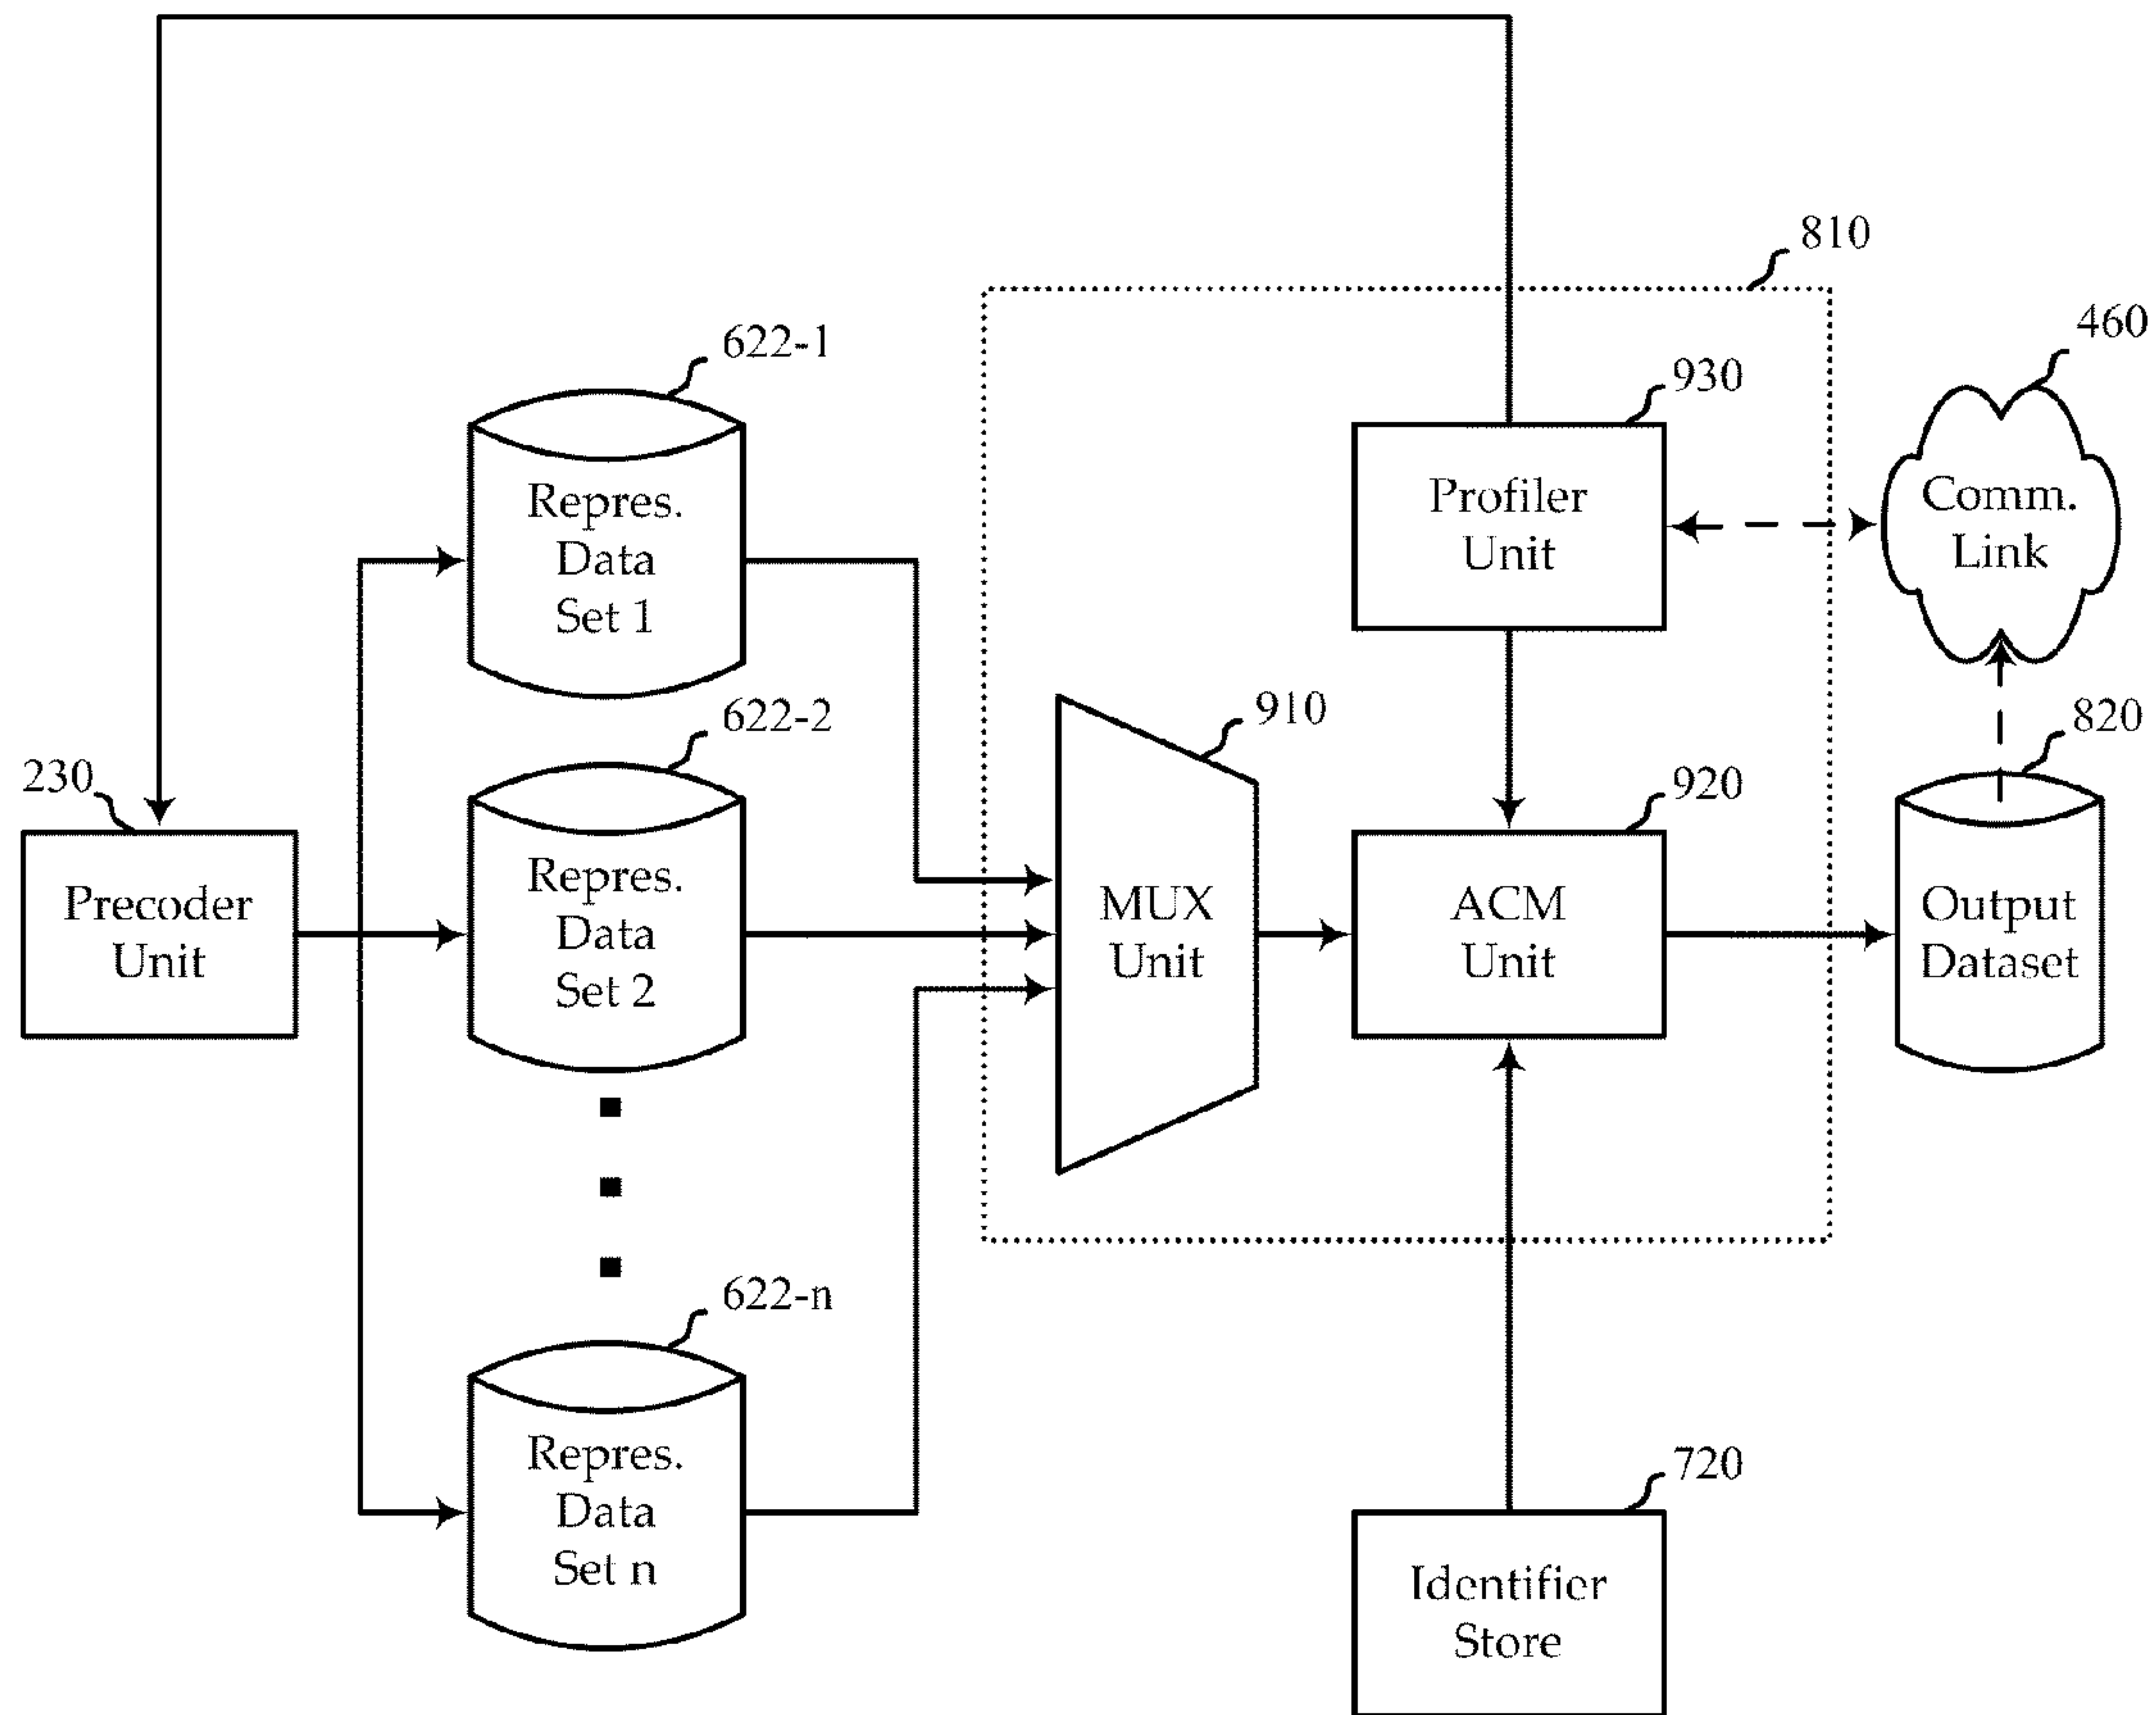 810
460
622-1
930
Repres.
Data
Set 1
Profiler
Unit
Comm.
Link
622-2
910
820
230
920
Precoder
Unit
Repres.
Data
Set 2
MUX
Unit
ACM
Unit
Output
Dataset
622-n
Repres.
Data
Set n
720
Identifier
Store